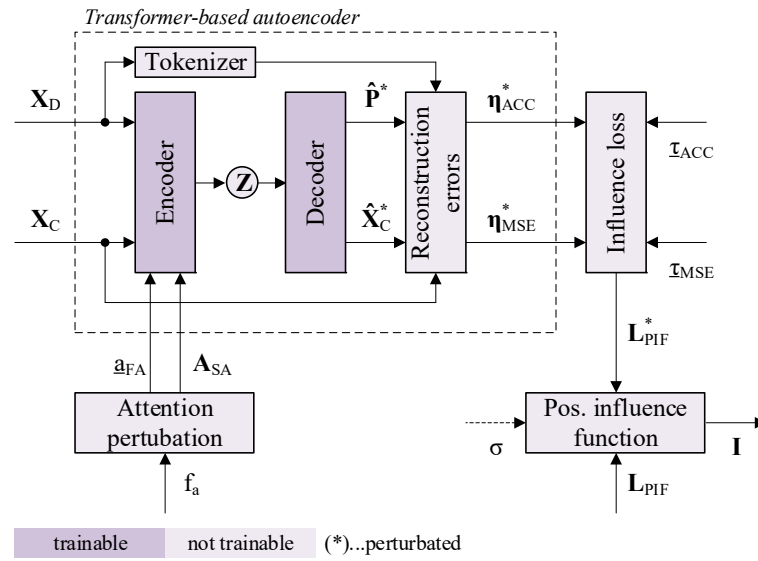 Transformer-based autoencoder
Tokenizer
X_D
X_C
Encoder
Z
Decoder
P̂*
X̂_C*
Reconstruction
errors
η*_ACC
η*_MSE
Influence loss
τ_ACC
τ_MSE
a_FA
A_SA
L*_PIF
Attention
pertubation
Pos. influence
function
σ
I
f_a
L_PIF
trainable
not trainable
(*)...perturbated